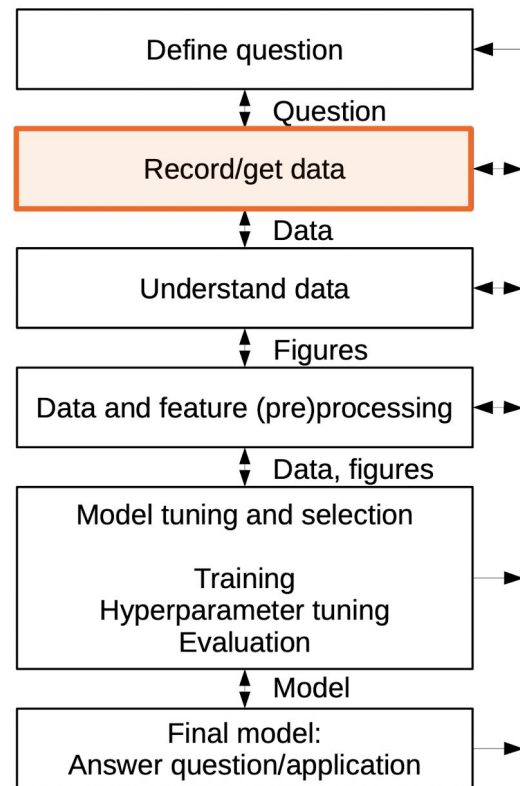 Define question
Question
Record/get data
Data
Understand data
Figures
Data and feature (pre)processing
Data, figures
Model tuning and selection
Training
Hyperparameter tuning
Evaluation
Model
Final model:
Answer question/application